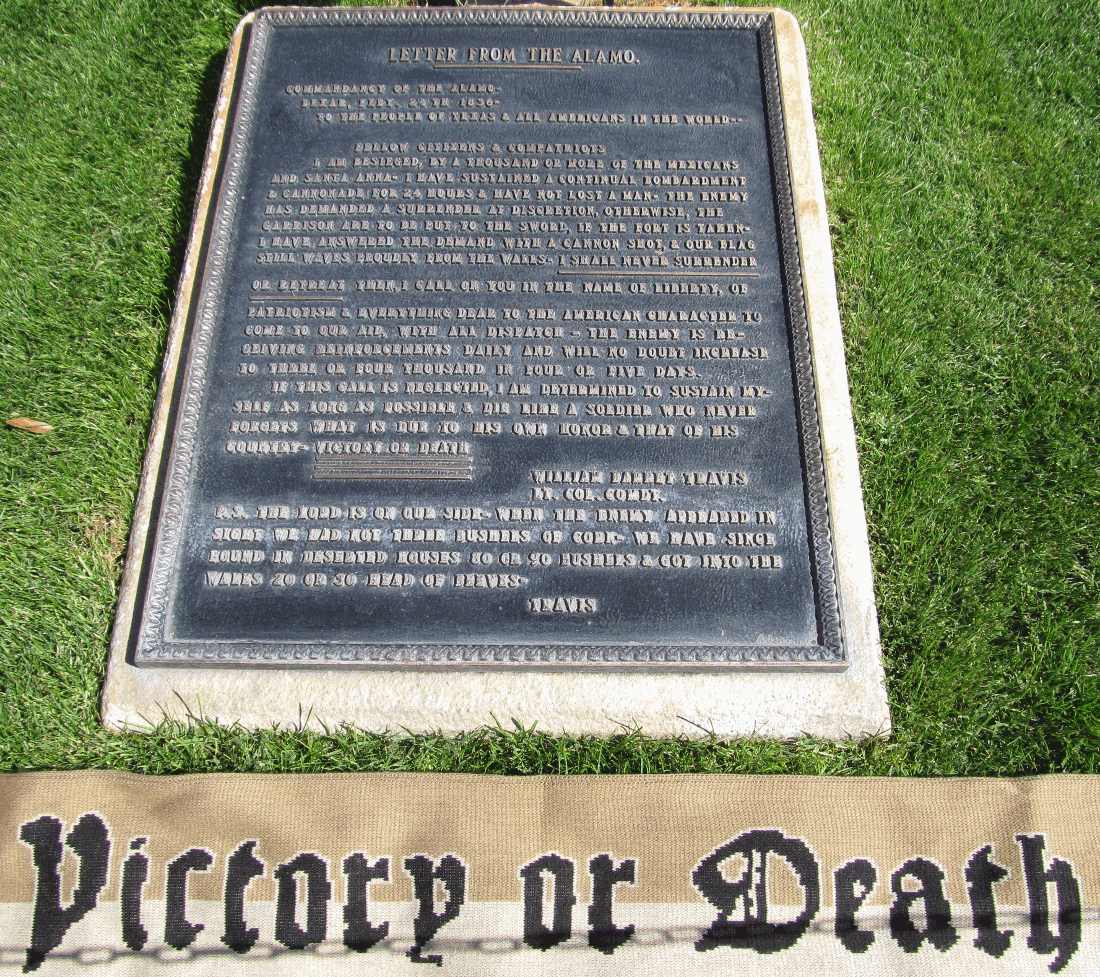 LETTER FROM THE ALAMO.
COMMANDANCY OF THE ALAMO-
BEXAR, FEBY. 24TH 1836-
TO THE PEOPLE OF TEXAS & ALL AMERICANS IN THE WORLD--
FELLOW CITIZENS & COMPATRIOTS
I AM BESIEGED, BY A THOUSAND OR MORE OF THE MEXICANS
AND SANTA ANNA- I HAVE SUSTAINED A CONTINUAL BOMBARDMENT
& CANNONADE FOR 24 HOURS & HAVE NOT LOST A MAN- THE ENEMY
HAS DEMANDED A SURRENDER AT DISCRETION, OTHERWISE, THE
GARRISON ARE TO BE PUT TO THE SWORD, IF THE FORT IS TAKEN-
I HAVE ANSWERED THE DEMAND WITH A CANNON SHOT, & OUR FLAG
STILL WAVES PROUDLY FROM THE WALLS- I SHALL NEVER SURRENDER
OR RETREAT THEN, I CALL ON YOU IN THE NAME OF LIBERTY, OF
PATRIOTISM & EVERYTHING DEAR TO THE AMERICAN CHARACTER TO
COME TO OUR AID, WITH ALL DISPATCH - THE ENEMY IS RE-
CEIVING REINFORCEMENTS DAILY AND WILL NO DOUBT INCREASE
TO THREE OR FOUR THOUSAND IN FOUR OR FIVE DAYS.
IF THIS CALL IS NEGLECTED, I AM DETERMINED TO SUSTAIN MY-
SELF AS LONG AS POSSIBLE & DIE LIKE A SOLDIER WHO NEVER
FORGETS WHAT IS DUE TO HIS OWN HONOR & THAT OF HIS
COUNTRY- VICTORY OR DEATH
WILLIAM BARRET TRAVIS
LT. COL. COMDT.
P.S. THE LORD IS ON OUR SIDE- WHEN THE ENEMY APPEARED IN
SIGHT WE HAD NOT THREE BUSHELS OF CORN- WE HAVE SINCE
FOUND IN DESERTED HOUSES 80 OR 90 BUSHELS & GOT INTO THE
WALLS 20 OR 30 HEAD OF BEEVES-
TRAVIS
Victory or Death